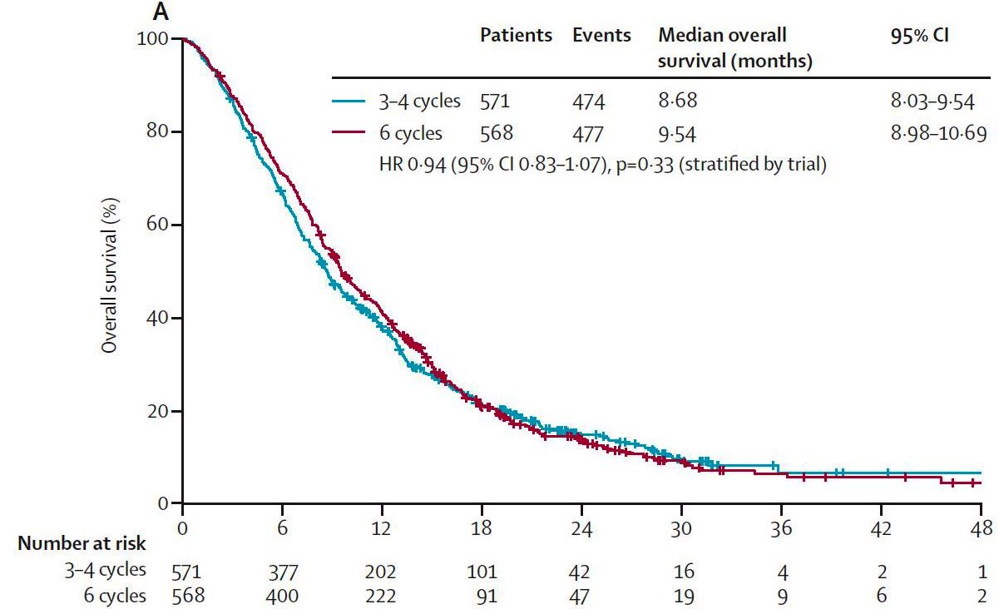 A
Patients Events Median overall survival (months) 95% CI
3–4 cycles 571 474 8·68 8·03–9·54
6 cycles 568 477 9·54 8·98–10·69
HR 0·94 (95% CI 0·83–1·07), p=0·33 (stratified by trial)
Overall survival (%)
100
80
60
40
20
0
0 6 12 18 24 30 36 42 48
Number at risk
3–4 cycles 571 377 202 101 42 16 4 2 1
6 cycles 568 400 222 91 47 19 9 6 2